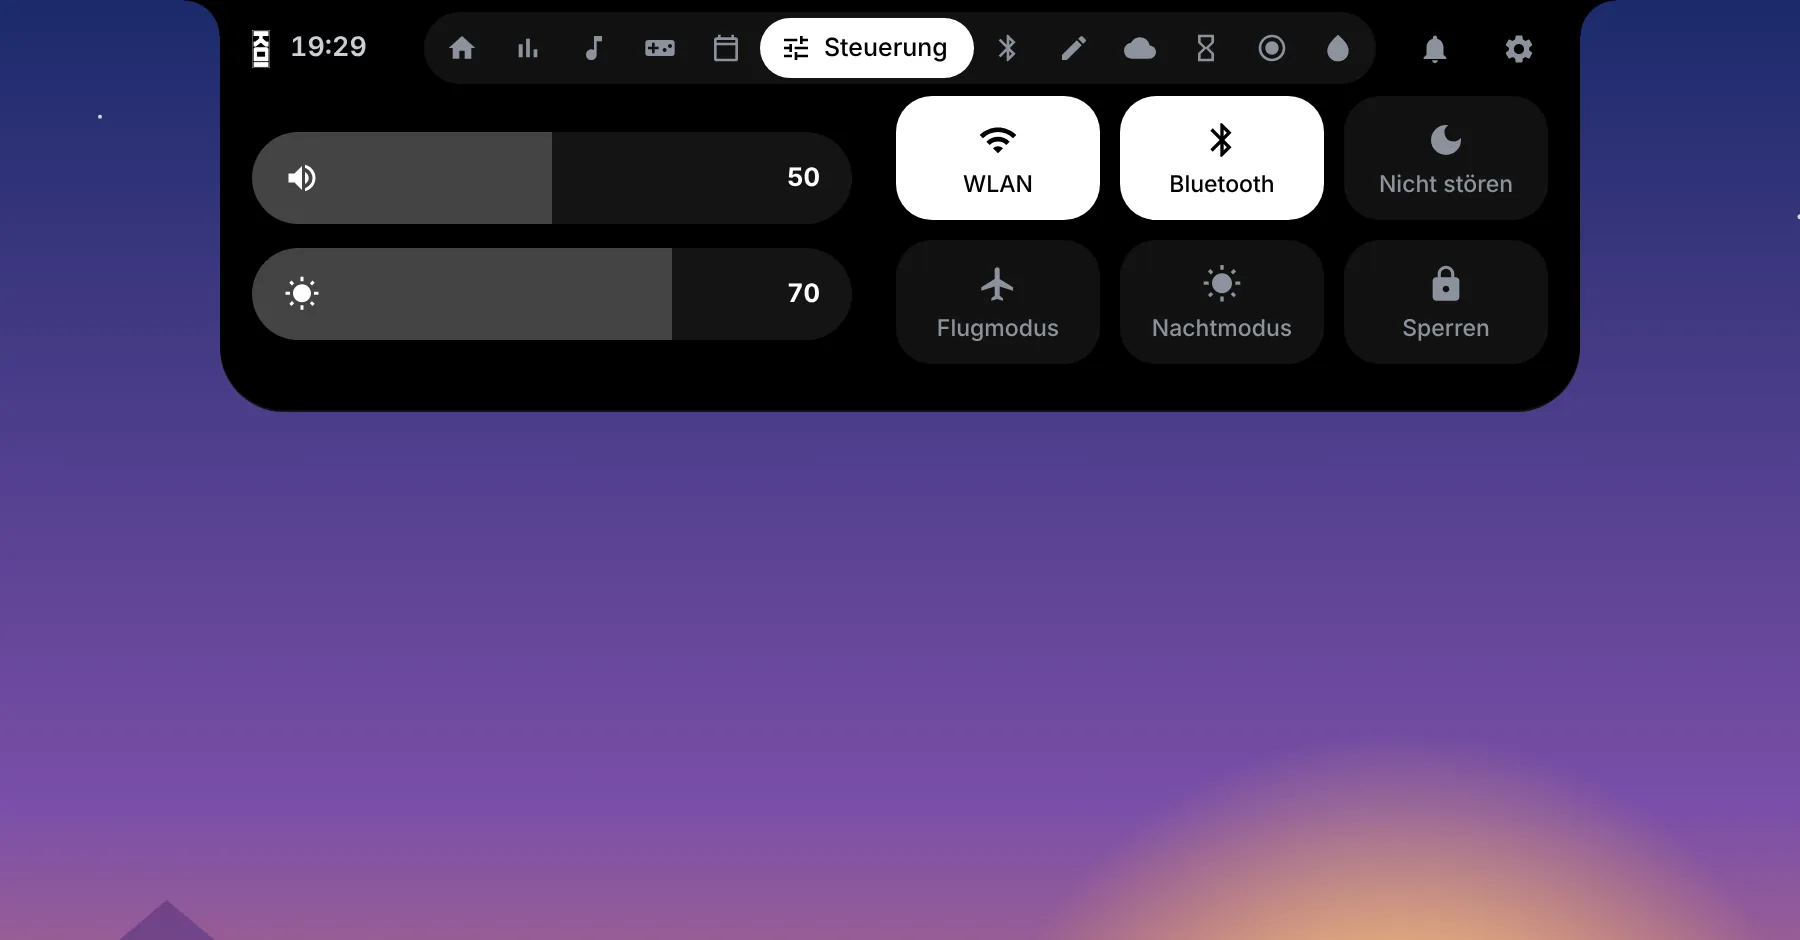 19:29
Steuerung
50
70
WLAN
Bluetooth
Nicht stören
Flugmodus
Nachtmodus
Sperren